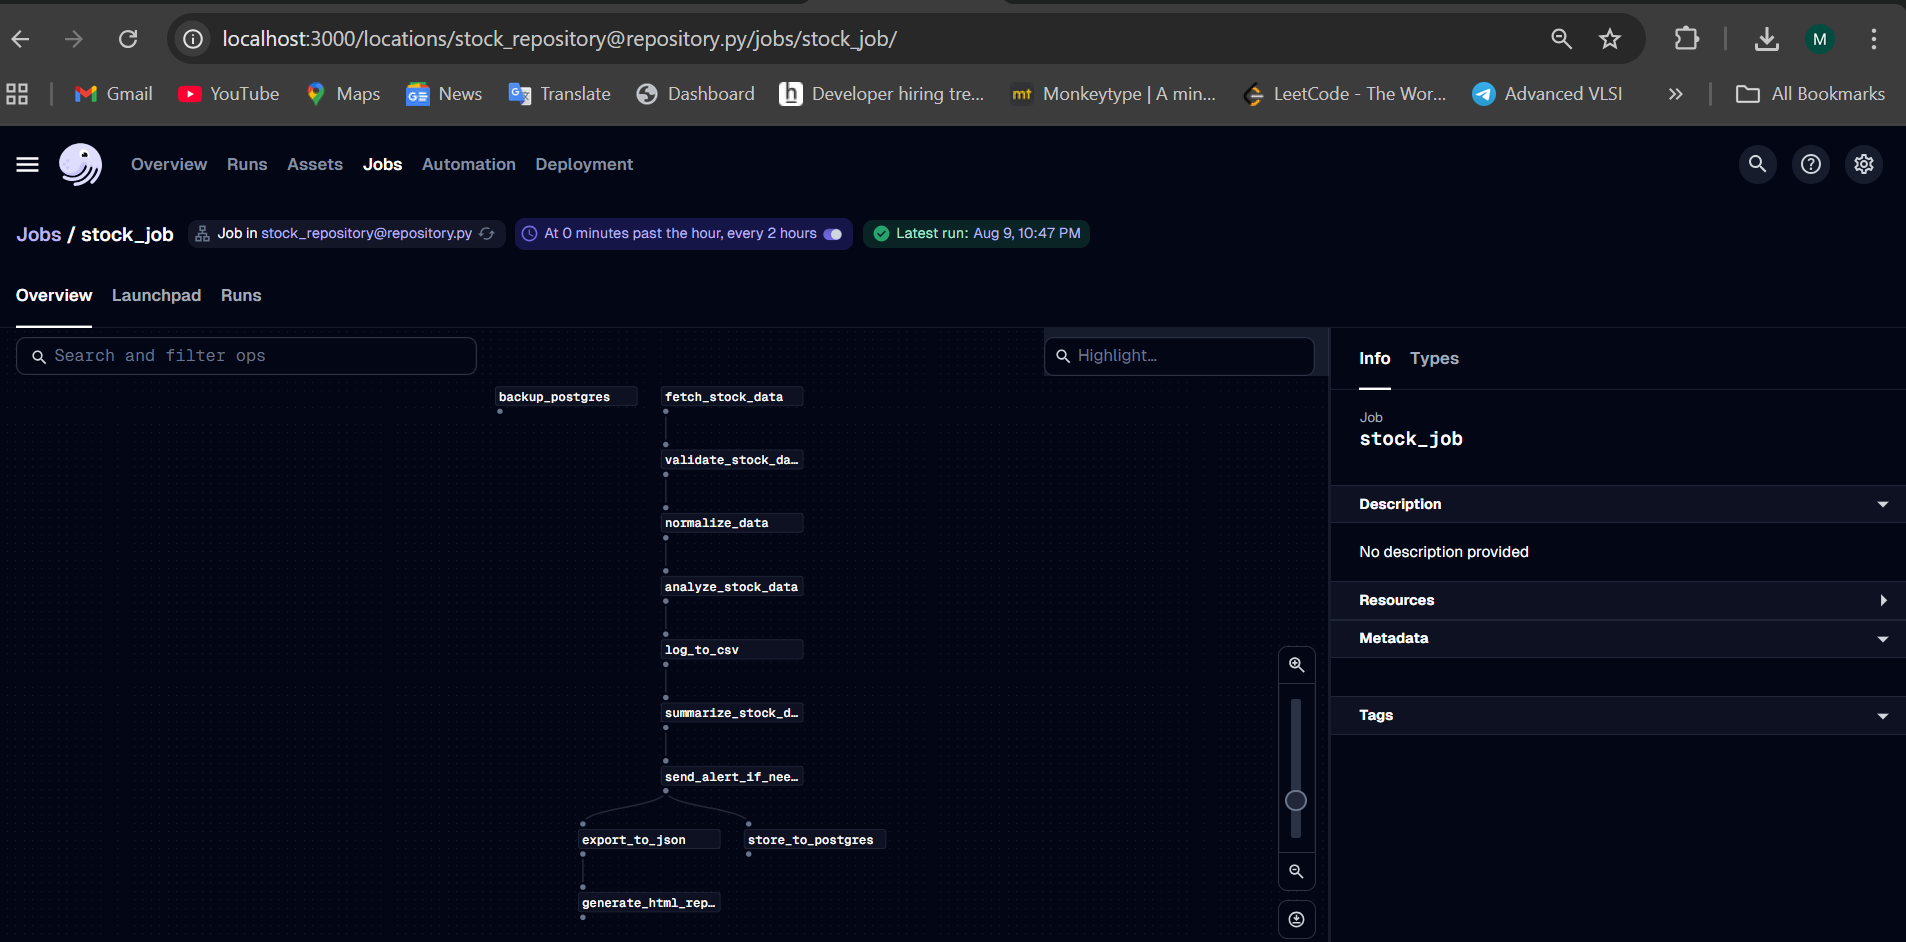 localhost:3000/locations/stock_repository@repository.py/jobs/stock_job/
M
Gmail YouTube Maps News Translate Dashboard Developer hiring tre... Monkeytype | A min... LeetCode - The Wor... Advanced VLSI » All Bookmarks
Overview Runs Assets Jobs Automation Deployment
Jobs / stock_job Job in stock_repository@repository.py At 0 minutes past the hour, every 2 hours Latest run: Aug 9, 10:47 PM
Overview Launchpad Runs
Search and filter ops
Highlight...
backup_postgres fetch_stock_data
validate_stock_da…
normalize_data
analyze_stock_data
log_to_csv
summarize_stock_d…
send_alert_if_nee…
export_to_json store_to_postgres
generate_html_rep…
Info Types
Job
stock_job
Description
No description provided
Resources
Metadata
Tags